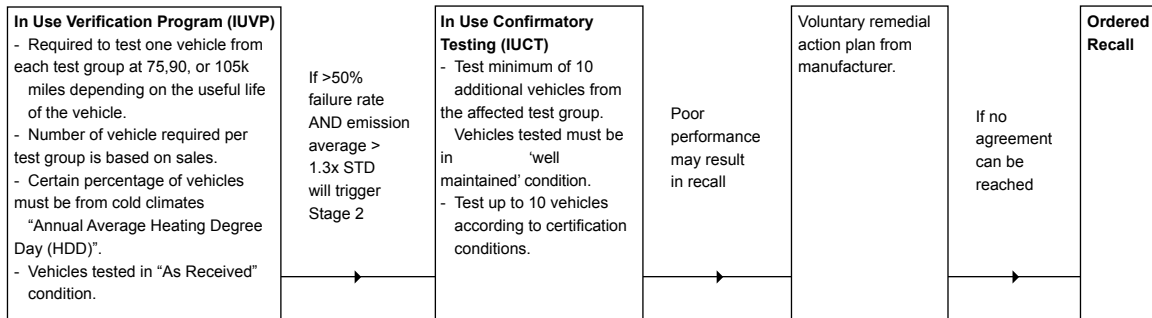 In Use Verification Program (IUVP)
- Required to test one vehicle from
each test group at 75,90, or 105k
miles depending on the useful life
of the vehicle.
- Number of vehicle required per
test group is based on sales.
- Certain percentage of vehicles
must be from cold climates
“Annual Average Heating Degree
Day (HDD)”.
- Vehicles tested in “As Received”
condition.
If >50%
failure rate
AND emission
average >
1.3x STD
will trigger
Stage 2
In Use Confirmatory
Testing (IUCT)
- Test minimum of 10
additional vehicles from
the affected test group.
Vehicles tested must be
in ‘well
maintained’ condition.
- Test up to 10 vehicles
according to certification
conditions.
Poor
performance
may result
in recall
Voluntary remedial
action plan from
manufacturer.
If no
agreement
can be
reached
Ordered
Recall